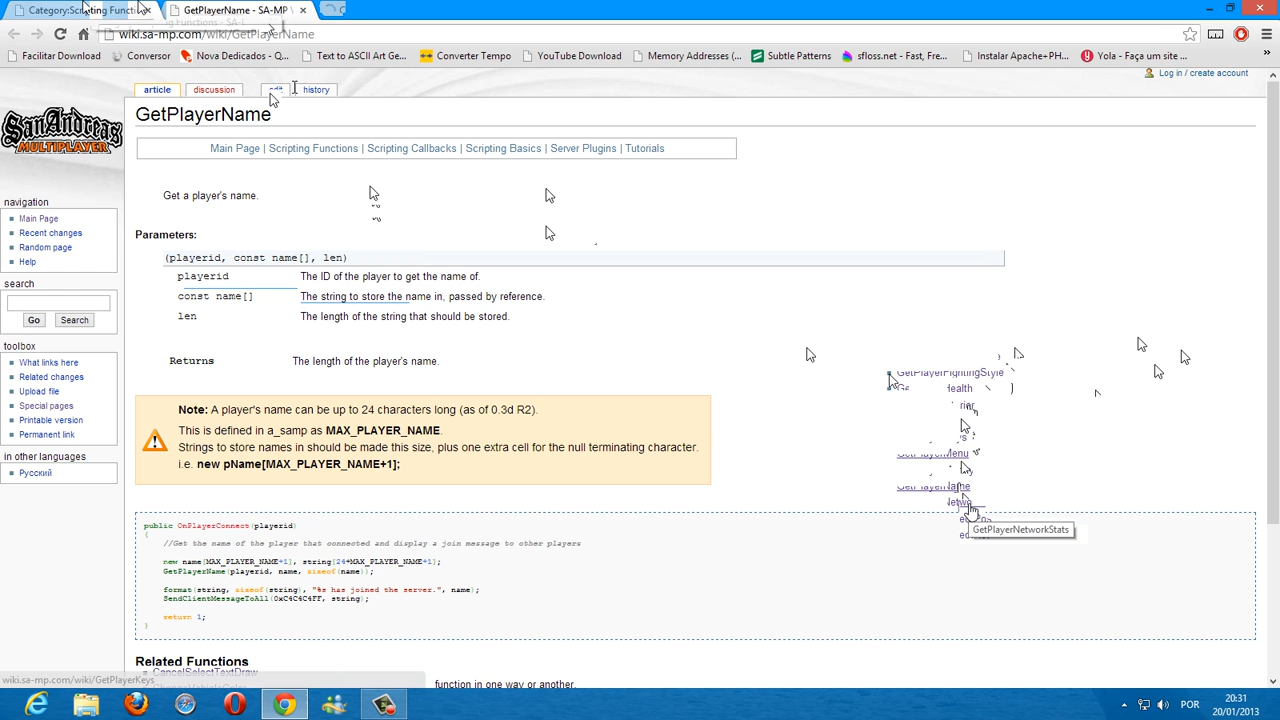 Category:Scripting Functi
GetPlayerName - SA-MP
wiki.sa-mp.com/wiki/GetPlayerName
Facilitar Download
Conversor
Nova Dedicados - Q...
Text to ASCII Art Ge...
Converter Tempo
YouTube Download
Memory Address (M...
Subtle Patterns
sfloss.net - Fast, Fre...
Instalar Apache+PH...
Yola - Faça um site ...
»
Log in / create account
article
discussion
edit
history
GetPlayerName
SanAndreas
MULTIPLAYER
Main Page | Scripting Functions | Scripting Callbacks | Scripting Basics | Server Plugins | Tutorials
Get a player's name.
navigation
Main Page
Recent changes
Random page
Help
search
Go
Search
toolbox
What links here
Related changes
Upload file
Special pages
Printable version
Permanent link
in other languages
Русский
Parameters:
(playerid, const name[], len)
playerid The ID of the player to get the name of.
const name[] The string to store the name in, passed by reference.
len The length of the string that should be stored.
Returns The length of the player's name.
GetPlayerFightingStyle
Health
GetPlayerMenu
GetPlayerName
GetPlayerNetworkStats
Note: A player's name can be up to 24 characters long (as of 0.3d R2).
This is defined in a_samp as MAX_PLAYER_NAME.
Strings to store names in should be made this size, plus one extra cell for the null terminating character.
i.e. new pName[MAX_PLAYER_NAME+1];
public OnPlayerConnect(playerid)
{
//Get the name of the player that connected and display a join message to other players
new name[MAX_PLAYER_NAME+1], string[24+MAX_PLAYER_NAME+1];
GetPlayerName(playerid, name, sizeof(name));
format(string, sizeof(string), "%s has joined the server.", name);
SendClientMessageToAll(0xC4C4C4FF, string);
return 1;
}
Related Functions
CancelSelectTextDraw
function in one way or another.
wiki.sa-mp.com/wiki/GetPlayerKeys
POR
20:31
20/01/2013